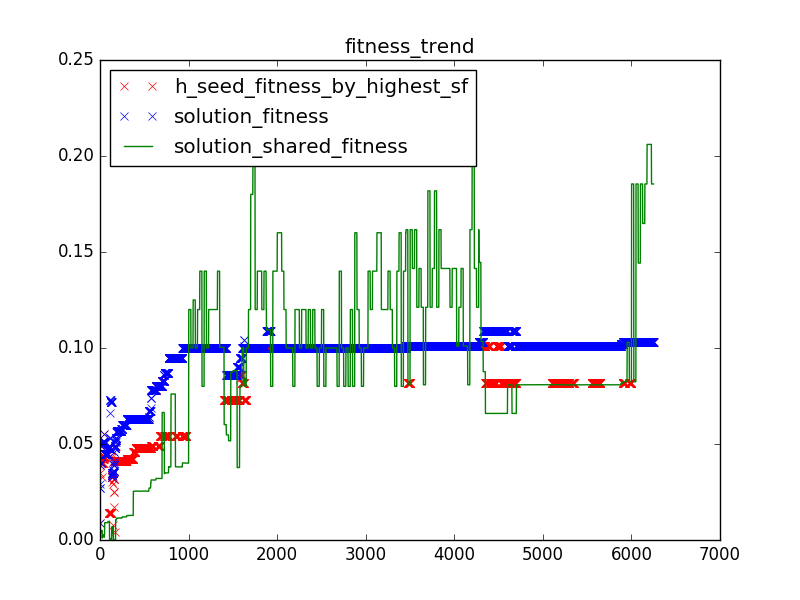 fitness_trend
0.25
0.20
0.15
0.10
0.05
0.00
h_seed_fitness_by_highest_sf
solution_fitness
solution_shared_fitness
0 1000 2000 3000 4000 5000 6000 7000